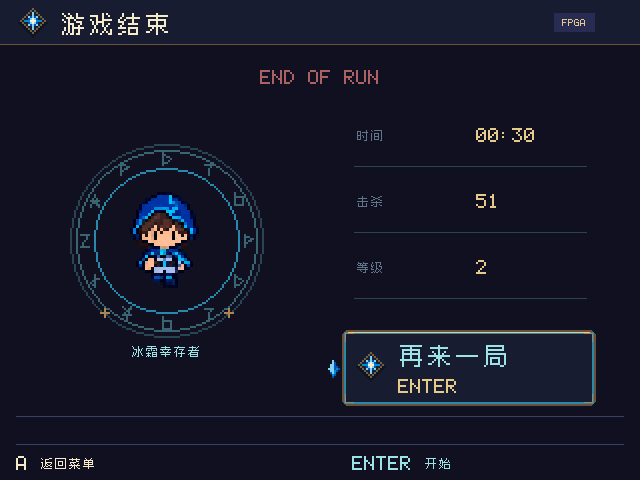 游戏结束
FPGA
END OF RUN
时间 00:30
击杀 51
等级 2
冰霜幸存者
再来一局
ENTER
A 返回菜单
ENTER 开始